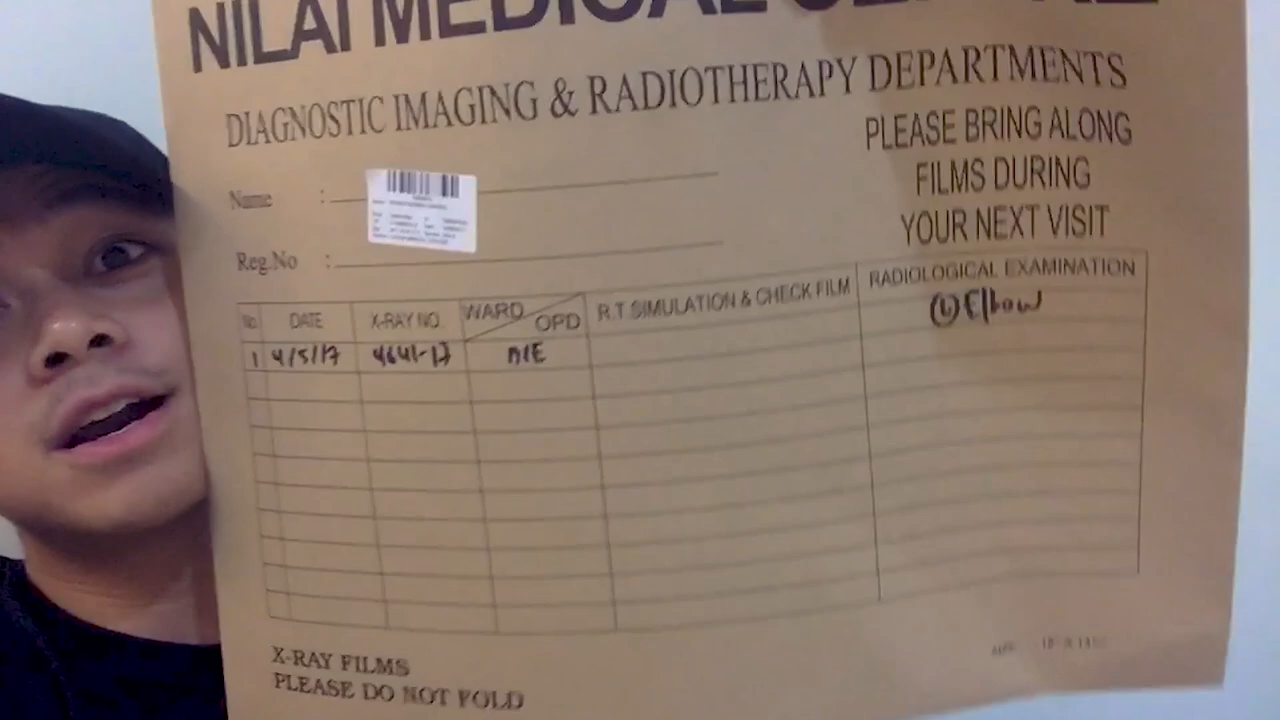 NILAI MEDICAL
DIAGNOSTIC IMAGING & RADIOTHERAPY DEPARTMENTS
PLEASE BRING ALONG
FILMS DURING
YOUR NEXT VISIT
Name :
Reg.No :
No. DATE X-RAY NO. WARD OPD R.T. SIMULATION & CHECK FILM RADIOLOGICAL EXAMINATION
Elbow
1 4/5/17 4641-17
X-RAY FILMS
PLEASE DO NOT FOLD